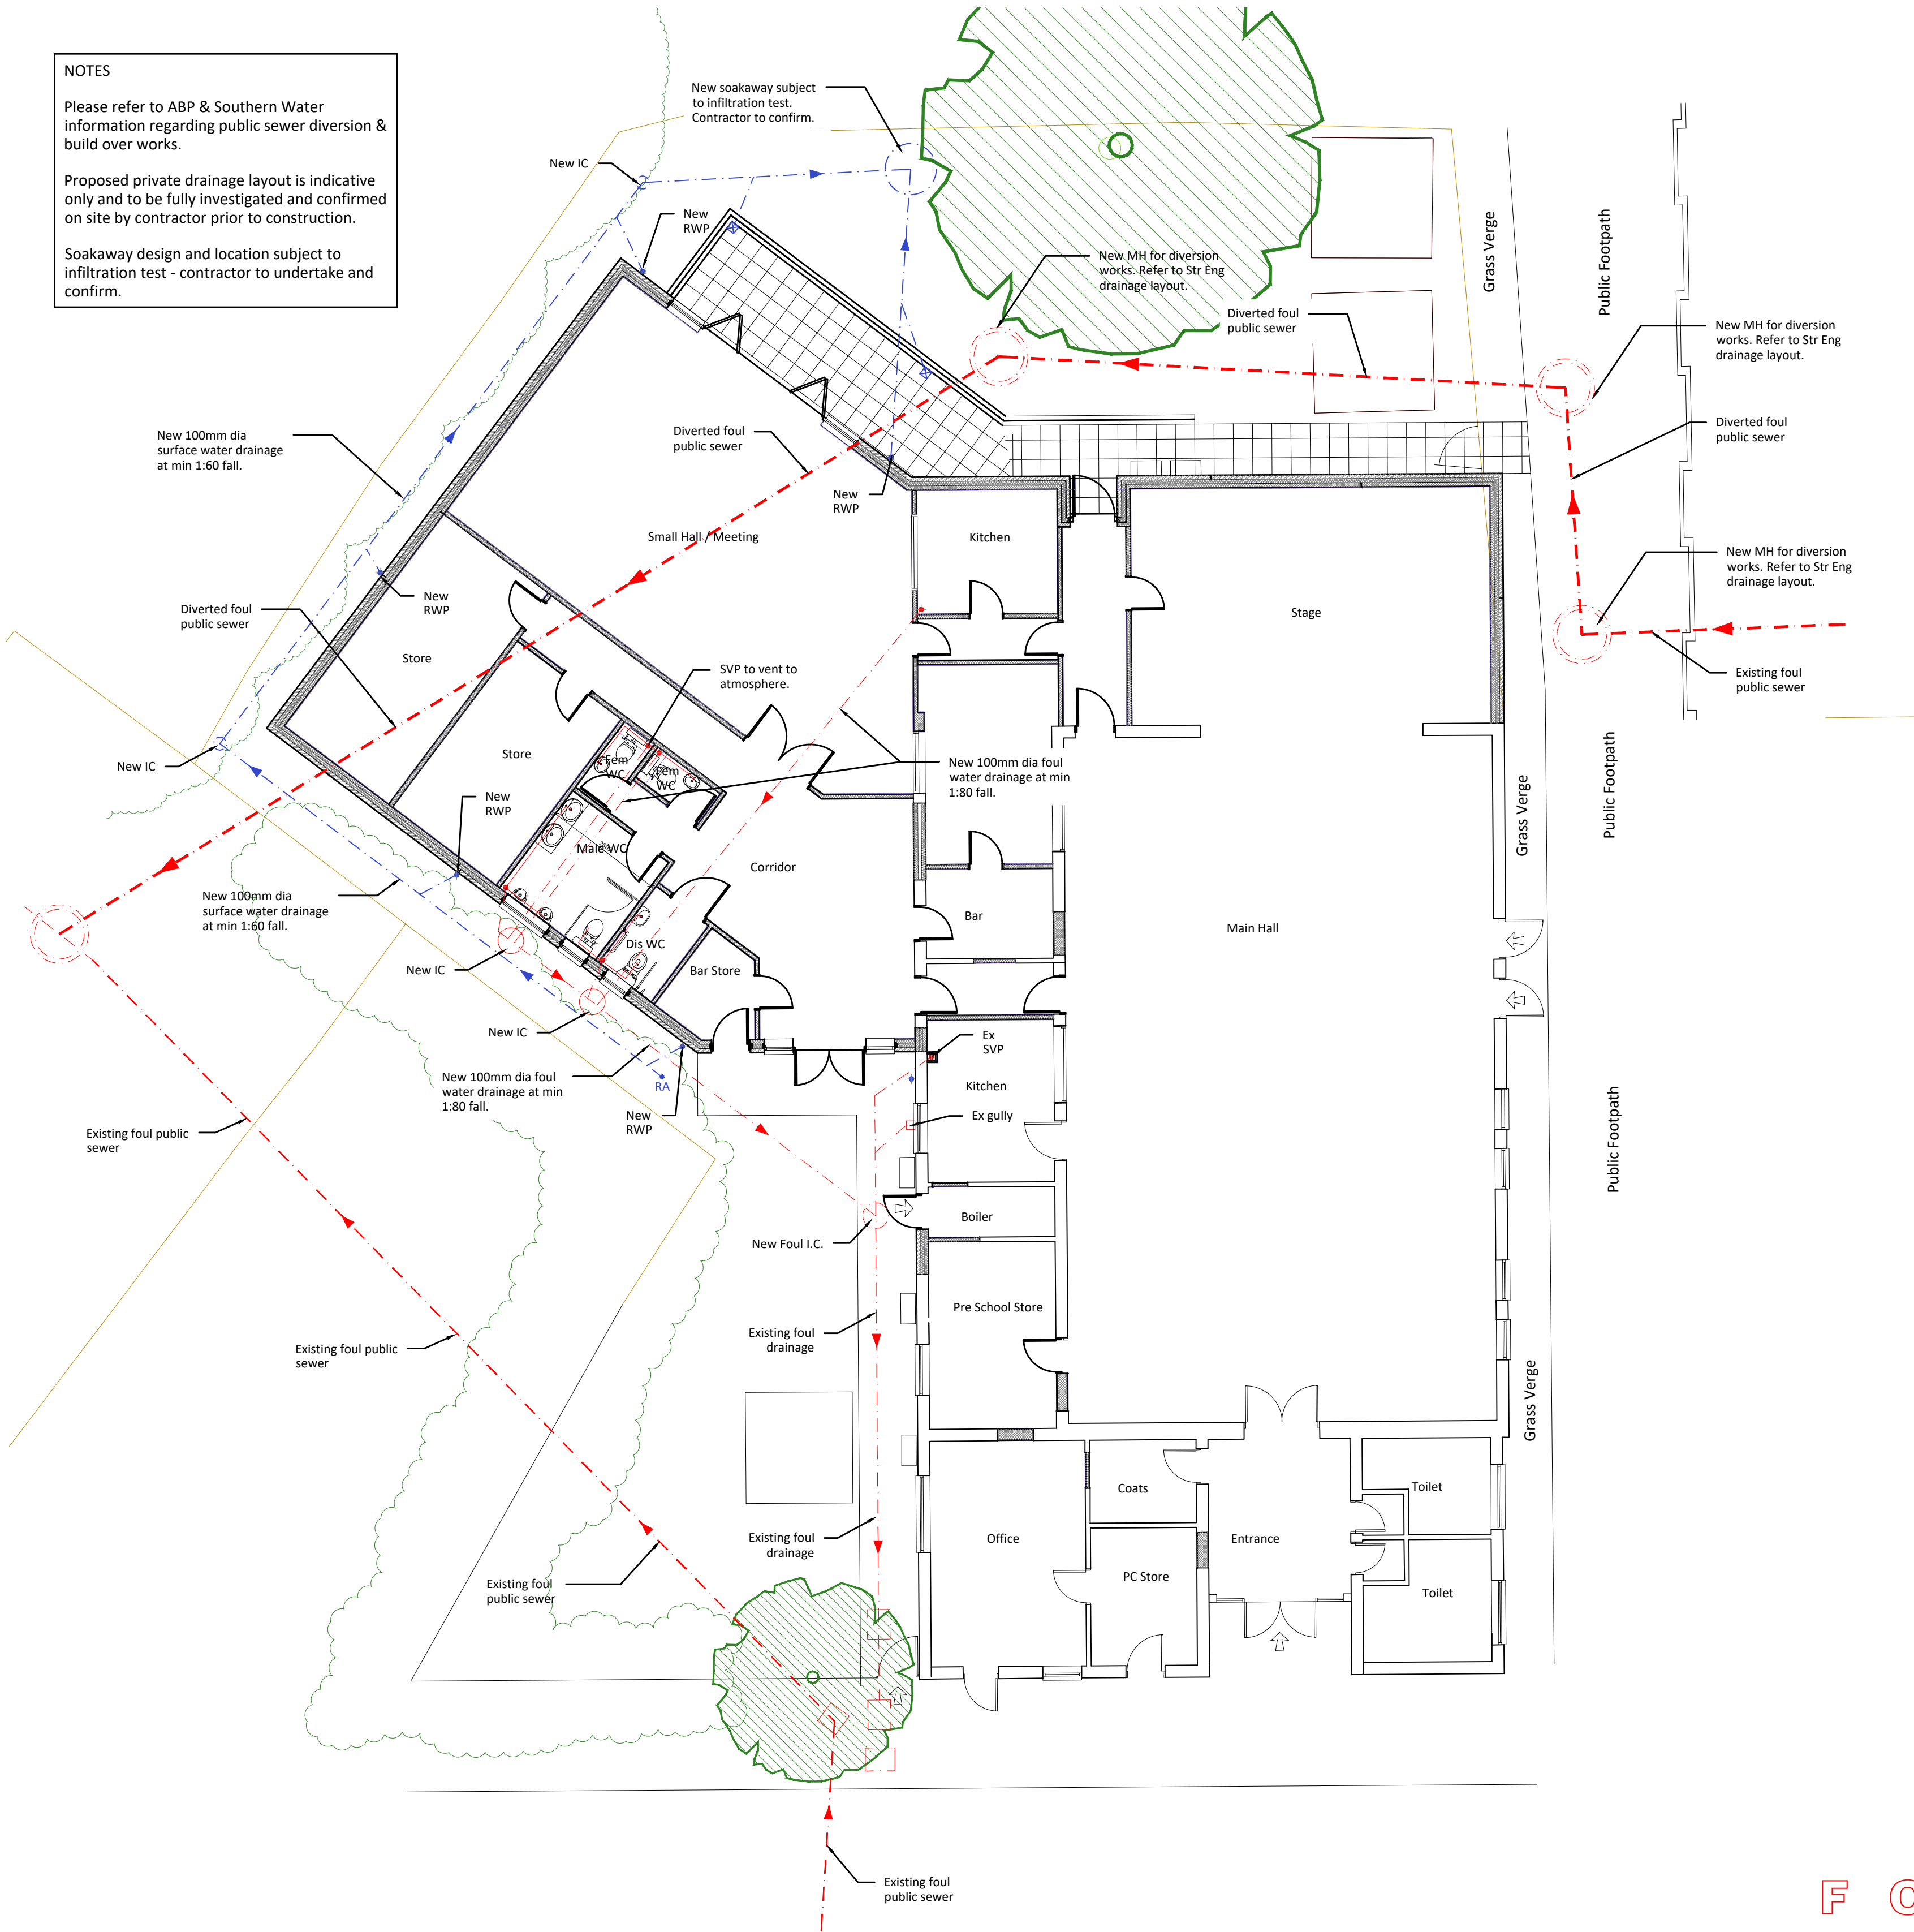 NOTES
Please refer to ABP & Southern Water
information regarding public sewer diversion &
build over works.
Proposed private drainage layout is indicative
only and to be fully investigated and confirmed
on site by contractor prior to construction.
Soakaway design and location subject to
infiltration test - contractor to undertake and
confirm.
New soakaway subject
to infiltration test.
Contractor to confirm.
New IC
New
RWP
New MH for diversion
works. Refer to Str Eng
drainage layout.
Diverted foul
public sewer
Grass Verge
Public Footpath
New MH for diversion
works. Refer to Str Eng
drainage layout.
Diverted foul
public sewer
New 100mm dia
surface water drainage
at min 1:60 fall.
Diverted foul
public sewer
New
RWP
Small Hall / Meeting
Kitchen
New MH for diversion
works. Refer to Str Eng
drainage layout.
Stage
Existing foul
public sewer
New
RWP
Diverted foul
public sewer
Store
SVP to vent to
atmosphere.
New IC
Store
Fem
WC
Fem
WC
New 100mm dia foul
water drainage at min
1:80 fall.
New
RWP
Grass Verge
Public Footpath
Male WC
Corridor
New 100mm dia
surface water drainage
at min 1:60 fall.
Bar
Main Hall
Dis WC
Bar Store
New IC
New IC
Ex
SVP
Kitchen
New 100mm dia foul
water drainage at min
1:80 fall.
RA
New
RWP
Ex gully
Existing foul public
sewer
Public Footpath
Boiler
New Foul I.C.
Pre School Store
Existing foul
drainage
Existing foul public
sewer
Grass Verge
Coats
Toilet
Existing foul
drainage
Office
Entrance
PC Store
Existing foul
public sewer
Toilet
Existing foul
public sewer
F O